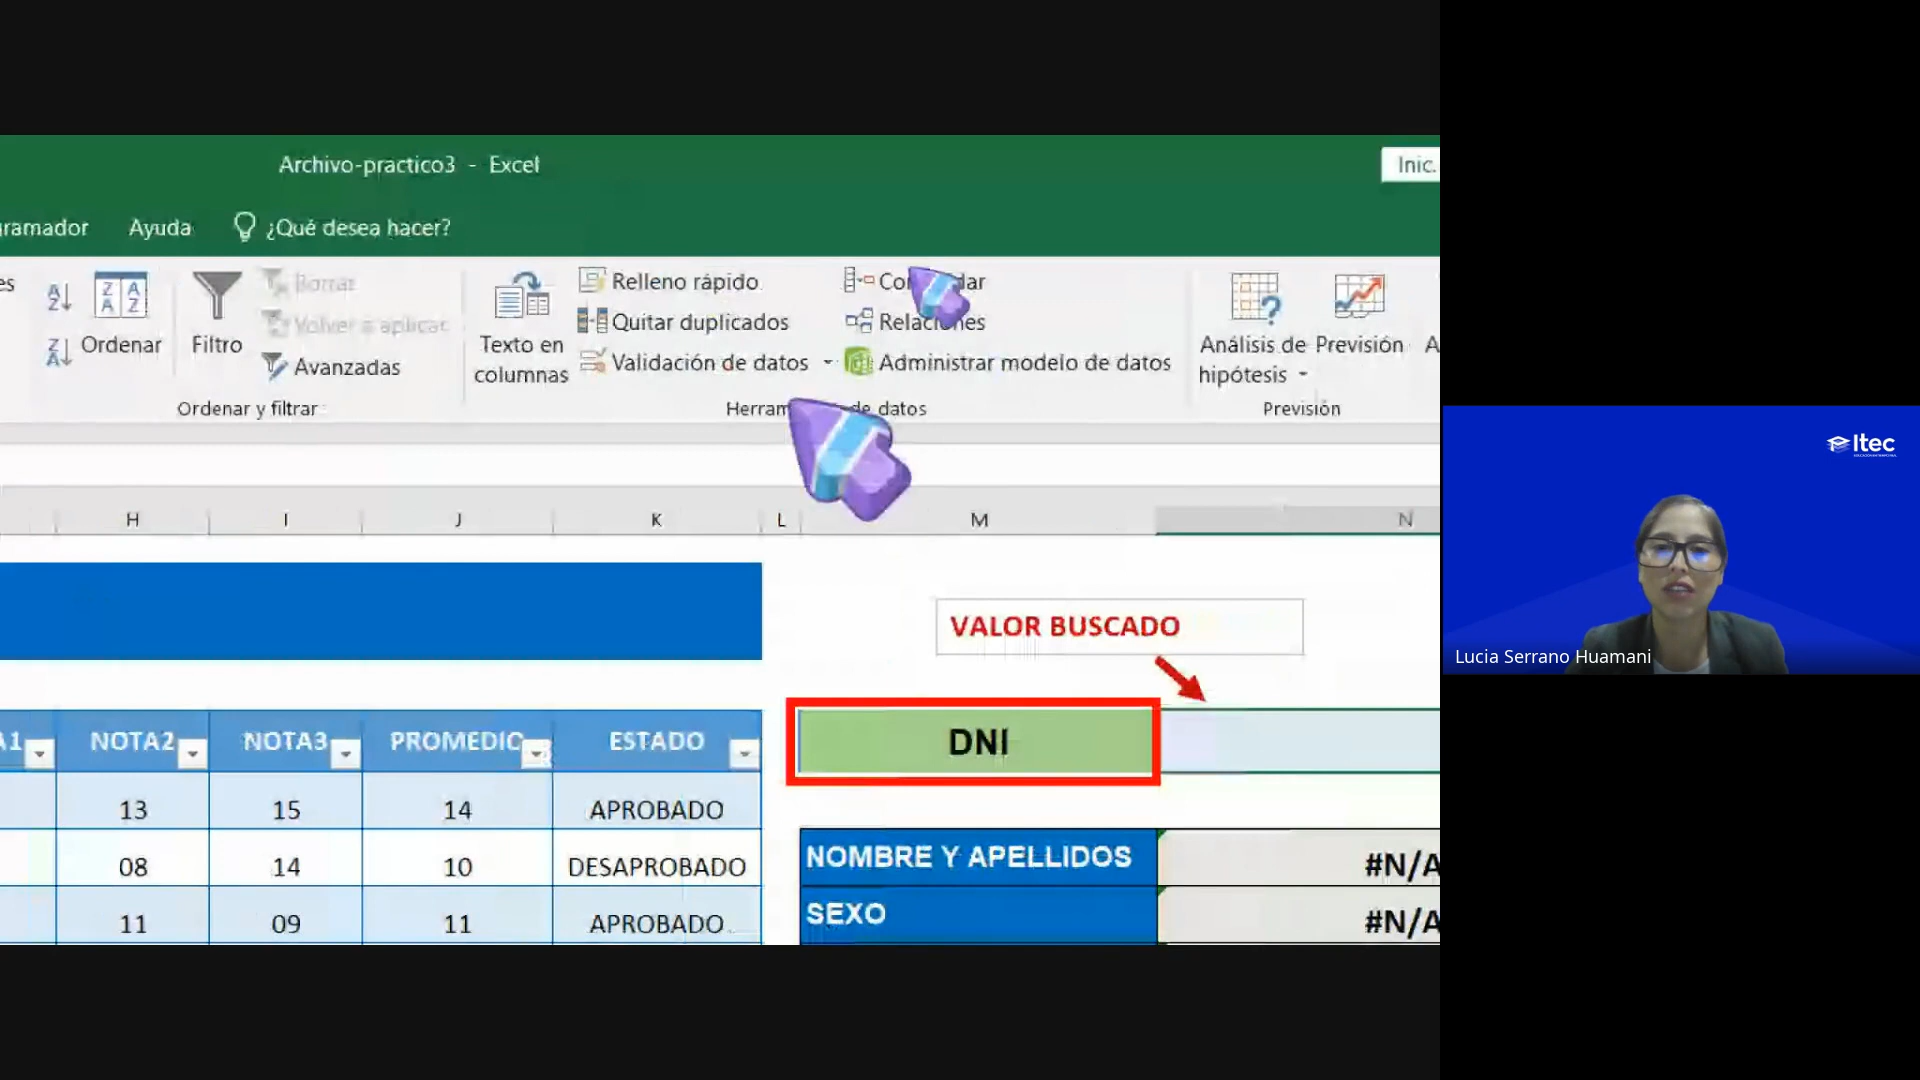 Archivo-practico3 - Excel
Inic.
gramador Ayuda ¿Qué desea hacer?
es
Ordenar
Filtro
Borrar
Volver a aplicar
Avanzadas
Ordenar y filtrar
Texto en
columnas
Relleno rápido
Quitar duplicados
Validación de datos
Relaciones
Administrar modelo de datos
de datos
Análisis de
hipótesis
Previsión
A
Previsión
H I J K L M N
VALOR BUSCADO
A1 NOTA2 NOTA3 PROMEDIO ESTADO
DNI
13 15 14 APROBADO
08 14 10 DESAPROBADO
11 09 11 APROBADO
NOMBRE Y APELLIDOS #N/A
SEXO #N/A
Itec
Lucia Serrano Huamani